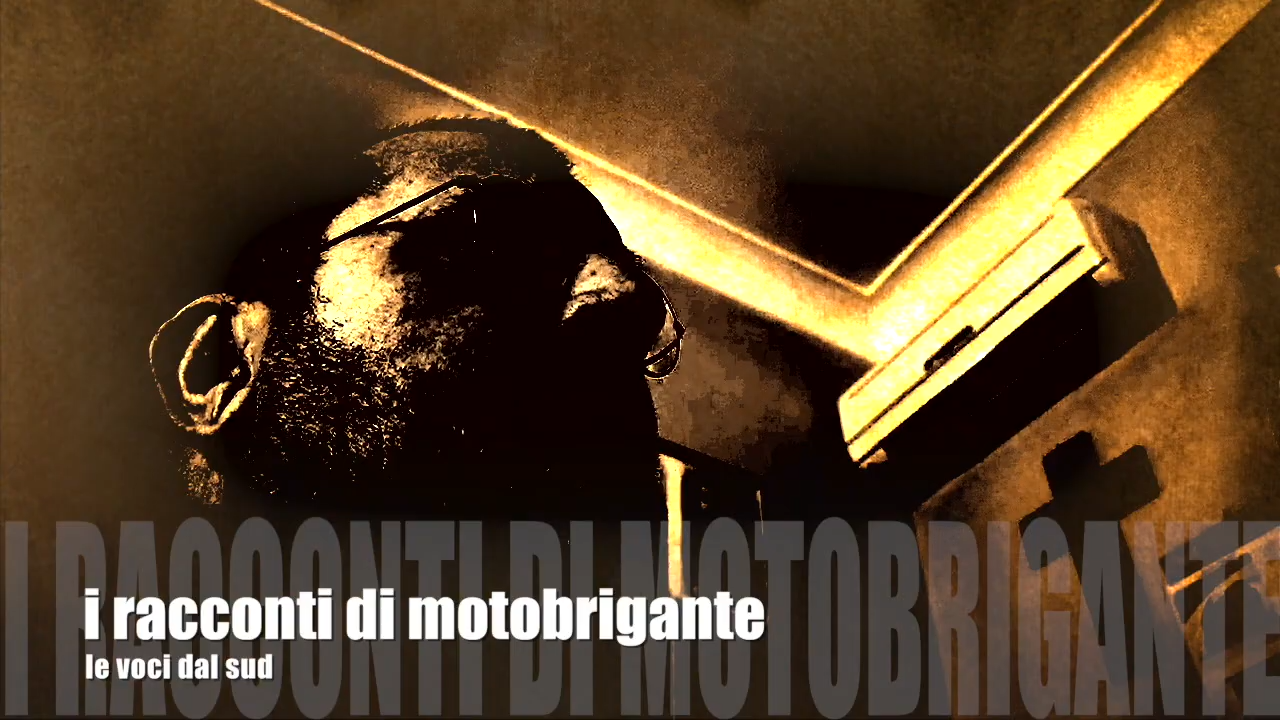 I RACCONTI DI MOTOBRIGANTE
i racconti di motobrigante
le voci dal sud